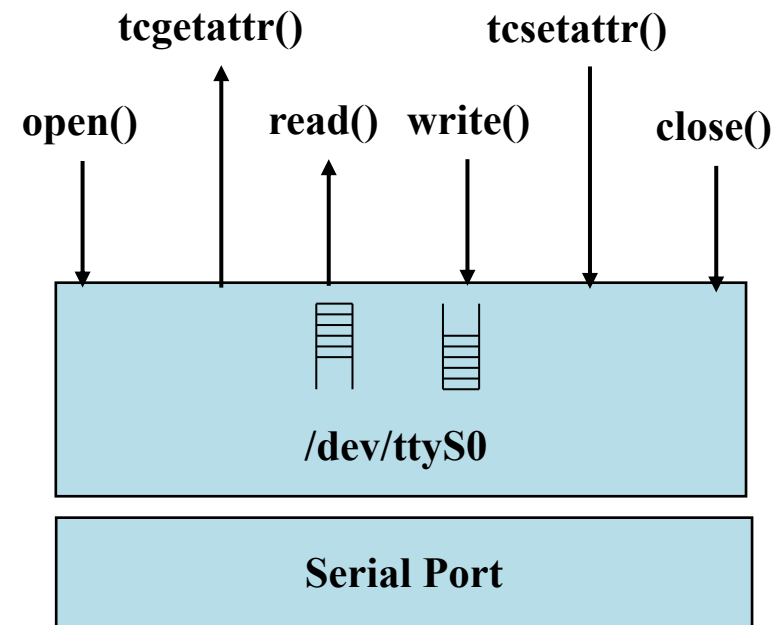 tcgetattr() tcsetattr()
open() read() write() close()
/dev/ttyS0
Serial Port